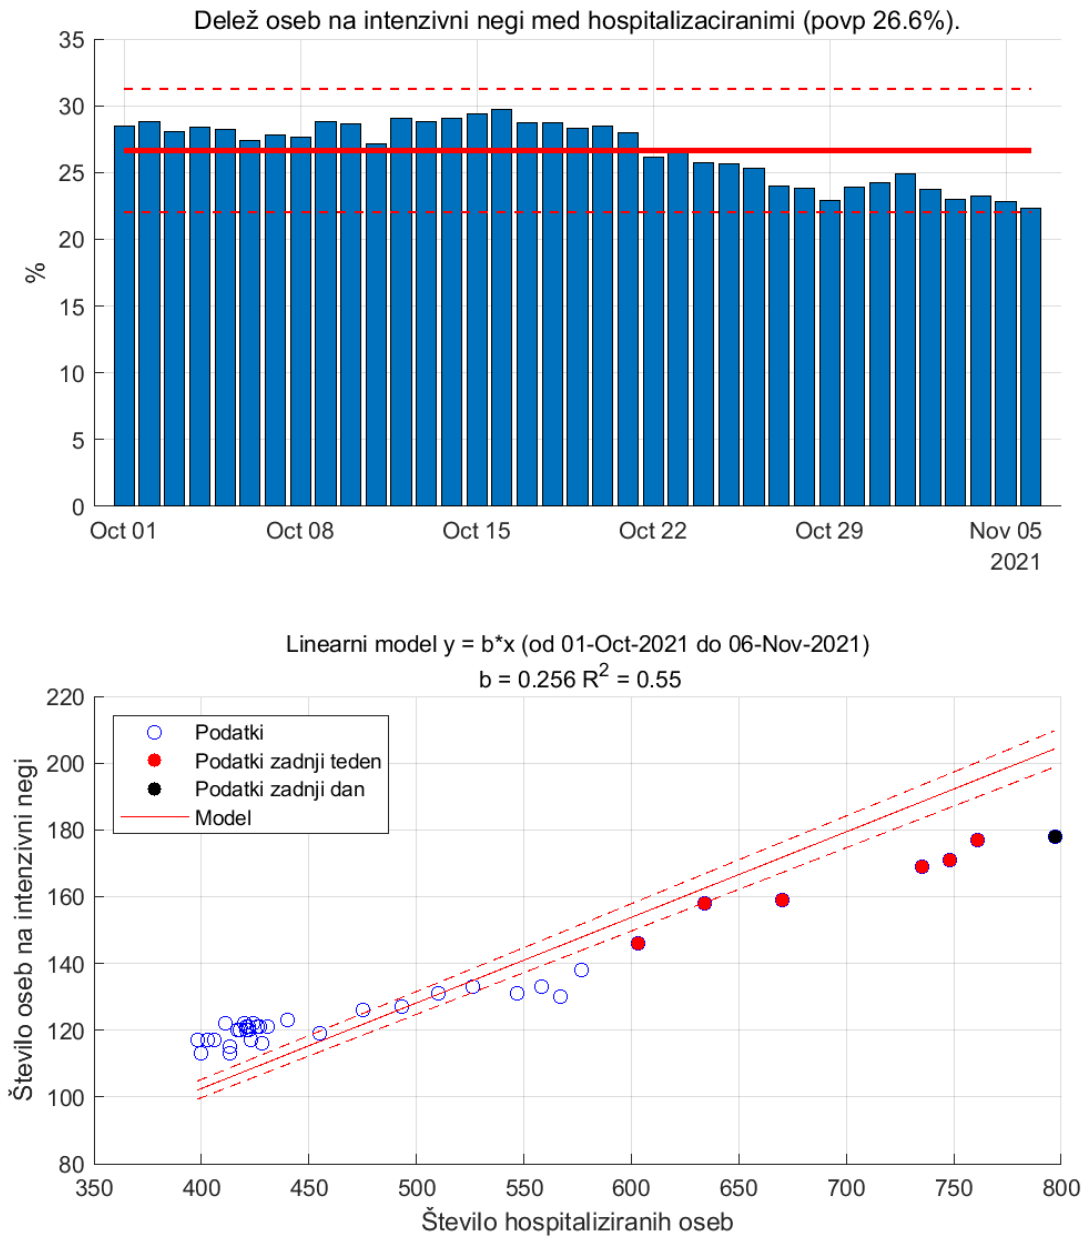 Delež oseb na intenzivni negi med hospitalizaciranimi (povp 26.6%).
35
30
25
20
15
10
5
0
%
Oct 01 Oct 08 Oct 15 Oct 22 Oct 29 Nov 05
2021
Linearni model y = b*x (od 01-Oct-2021 do 06-Nov-2021)
b = 0.256 R² = 0.55
220
200
180
160
140
120
100
80
Število oseb na intenzivni negi
Podatki
Podatki zadnji teden
Podatki zadnji dan
Model
350 400 450 500 550 600 650 700 750 800
Število hospitaliziranih oseb